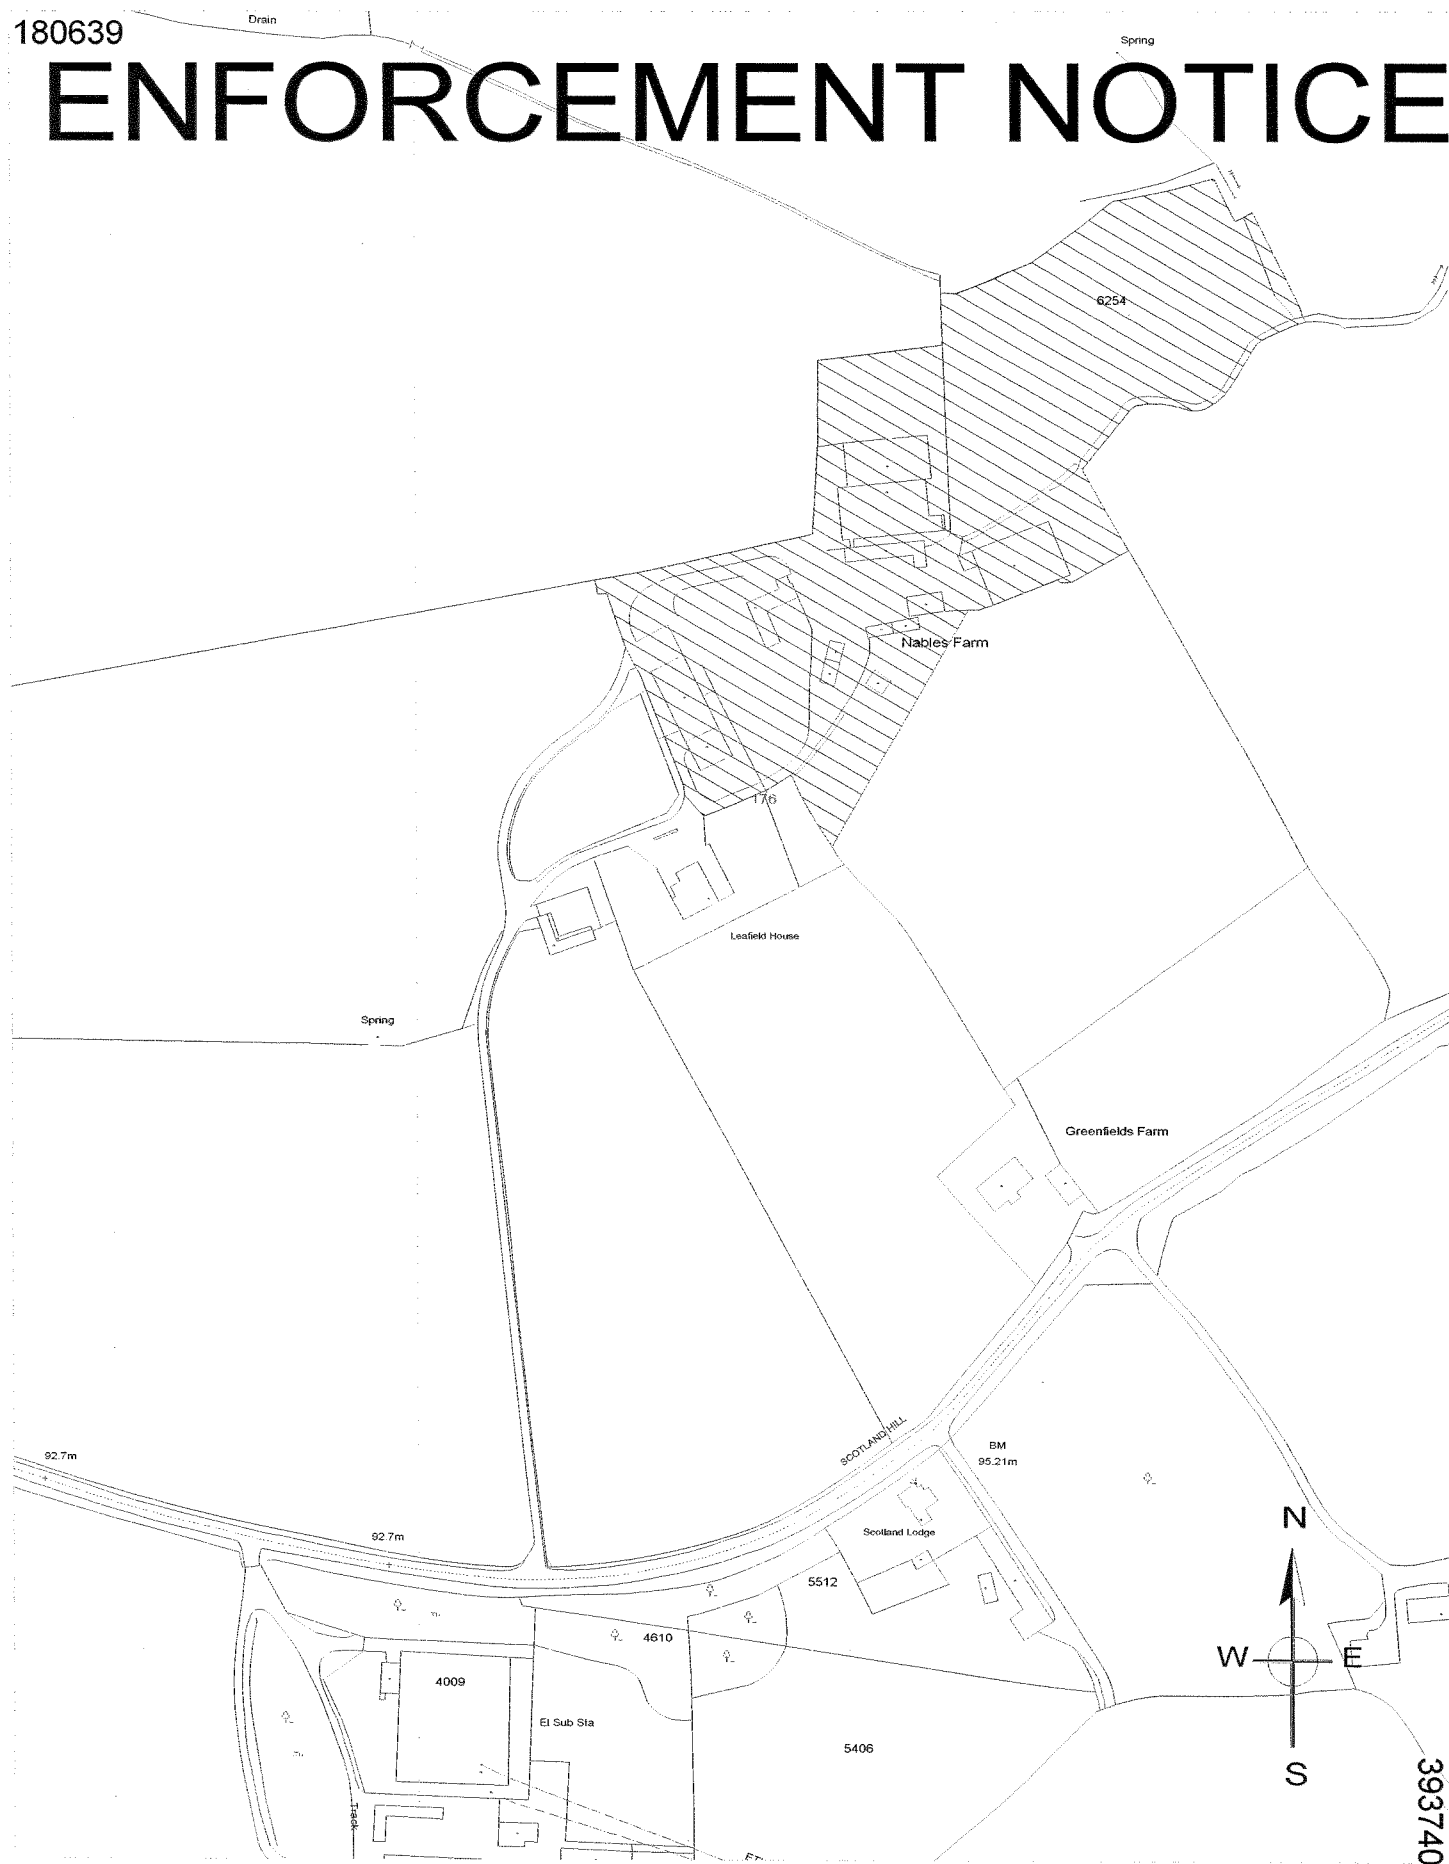 Drain
180639
Spring
ENFORCEMENT NOTICE
6254
Nables Farm
176
Leafield House
Spring
Greenfields Farm
SCOTLAND HILL
BM
95.21m
92.7m
92.7m
Scotland Lodge
N
5512
4610
W
E
4009
El Sub Sta
5406
S
393740
Track
ET